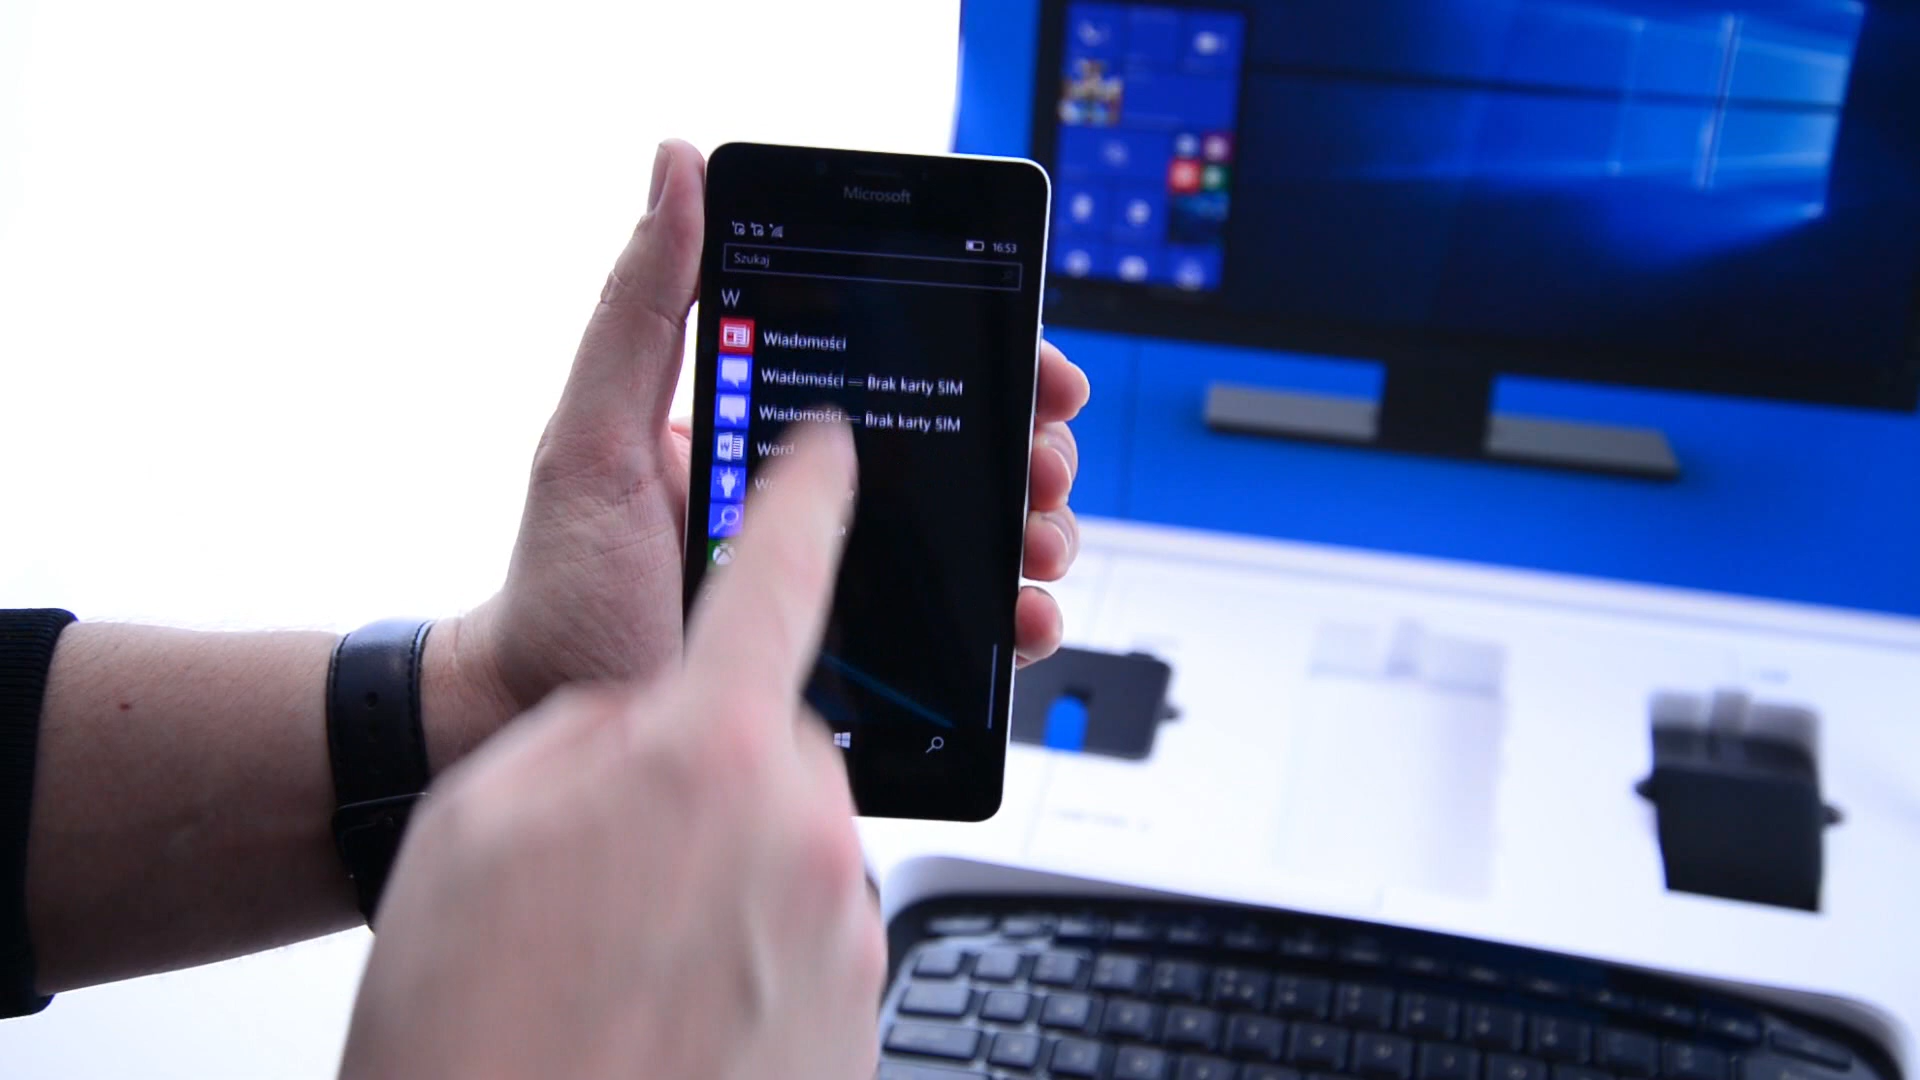 Microsoft
16:53
Szukaj
W
Wiadomości
Wiadomości — Brak karty SIM
Wiadomości — Brak karty SIM
Word